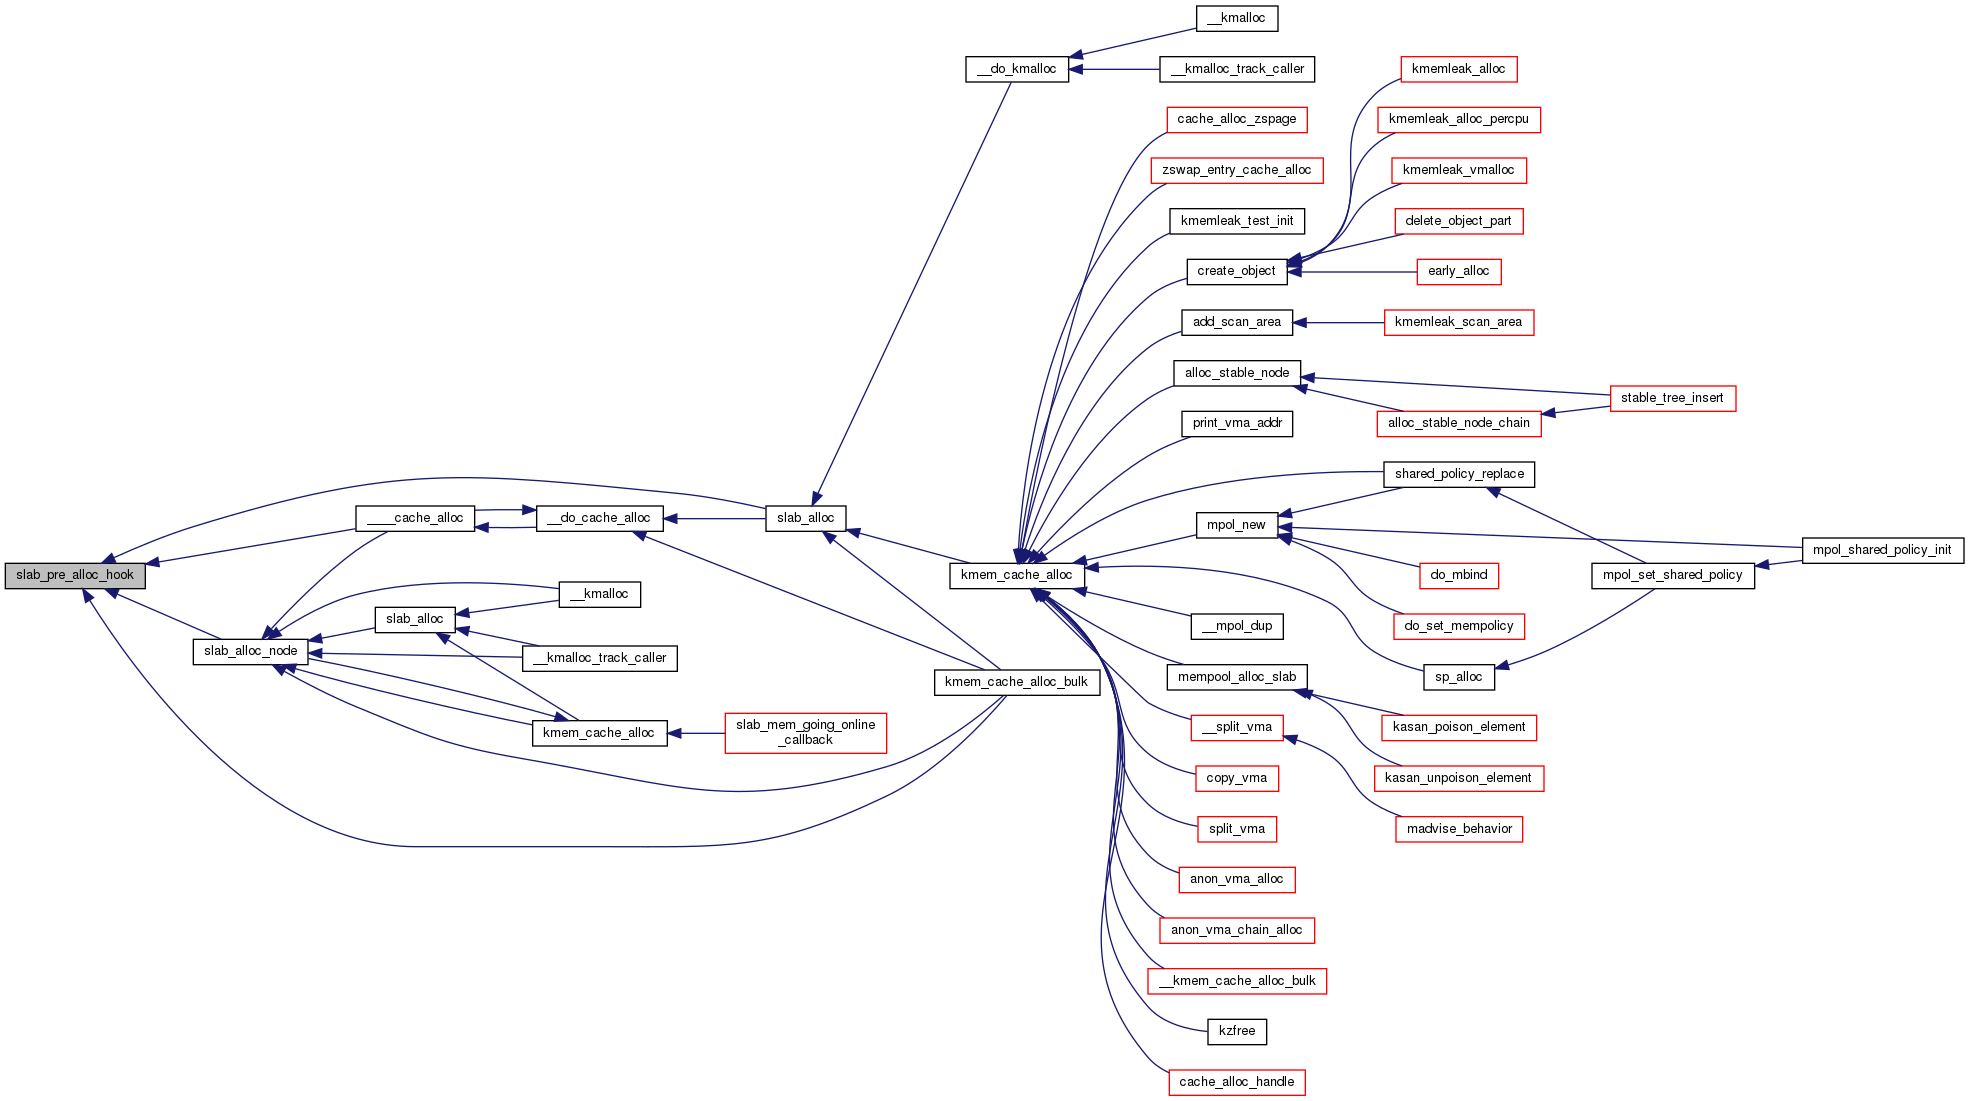 __kmalloc
__do_kmalloc
__kmalloc_track_caller
kmemleak_alloc
cache_alloc_zspage
kmemleak_alloc_percpu
zswap_entry_cache_alloc
kmemleak_vmalloc
kmemleak_test_init
delete_object_part
create_object
early_alloc
add_scan_area
kmemleak_scan_area
alloc_stable_node
stable_tree_insert
print_vma_addr
alloc_stable_node_chain
shared_policy_replace
____cache_alloc
__do_cache_alloc
slab_alloc
mpol_new
mpol_shared_policy_init
slab_pre_alloc_hook
kmem_cache_alloc
do_mbind
mpol_set_shared_policy
__kmalloc
slab_alloc
__mpol_dup
do_set_mempolicy
slab_alloc_node
__kmalloc_track_caller
kmem_cache_alloc_bulk
mempool_alloc_slab
sp_alloc
kmem_cache_alloc
slab_mem_going_online
_callback
__split_vma
kasan_poison_element
copy_vma
kasan_unpoison_element
split_vma
madvise_behavior
anon_vma_alloc
anon_vma_chain_alloc
__kmem_cache_alloc_bulk
kzfree
cache_alloc_handle